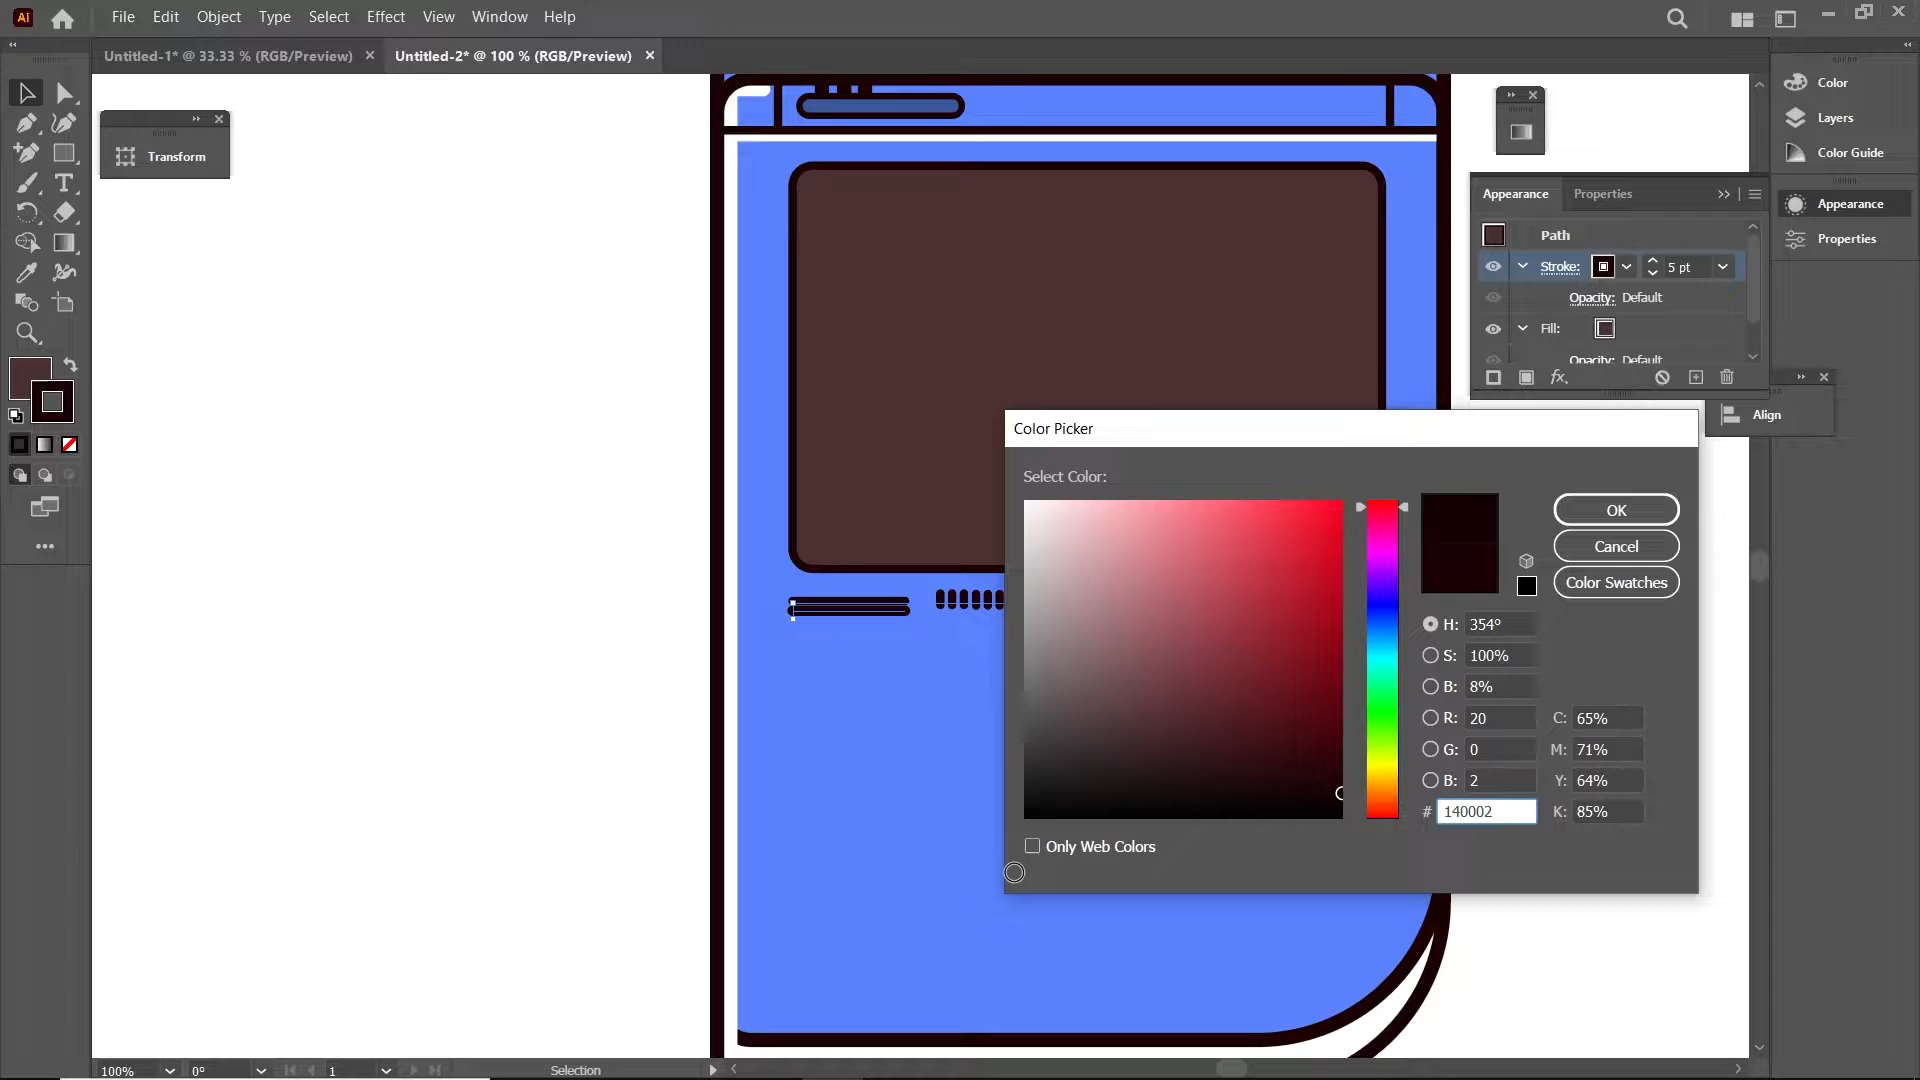 Ai File Edit Object Type Select Effect View Window Help
Untitled-1* @ 33.33 % (RGB/Preview) Untitled-2* @ 100 % (RGB/Preview)
Transform
Color
Layers
Color Guide
Appearance
Properties
Appearance Properties
Path
Stroke: 5 pt
Opacity: Default
Fill:
Opacity: Default
fx.
Align
Color Picker
Select Color:
OK
Cancel
Color Swatches
H: 354°
S: 100%
B: 8%
R: 20 C: 65%
G: 0 M: 71%
B: 2 Y: 64%
# 140002 K: 85%
Only Web Colors
100% 0° 1 Selection